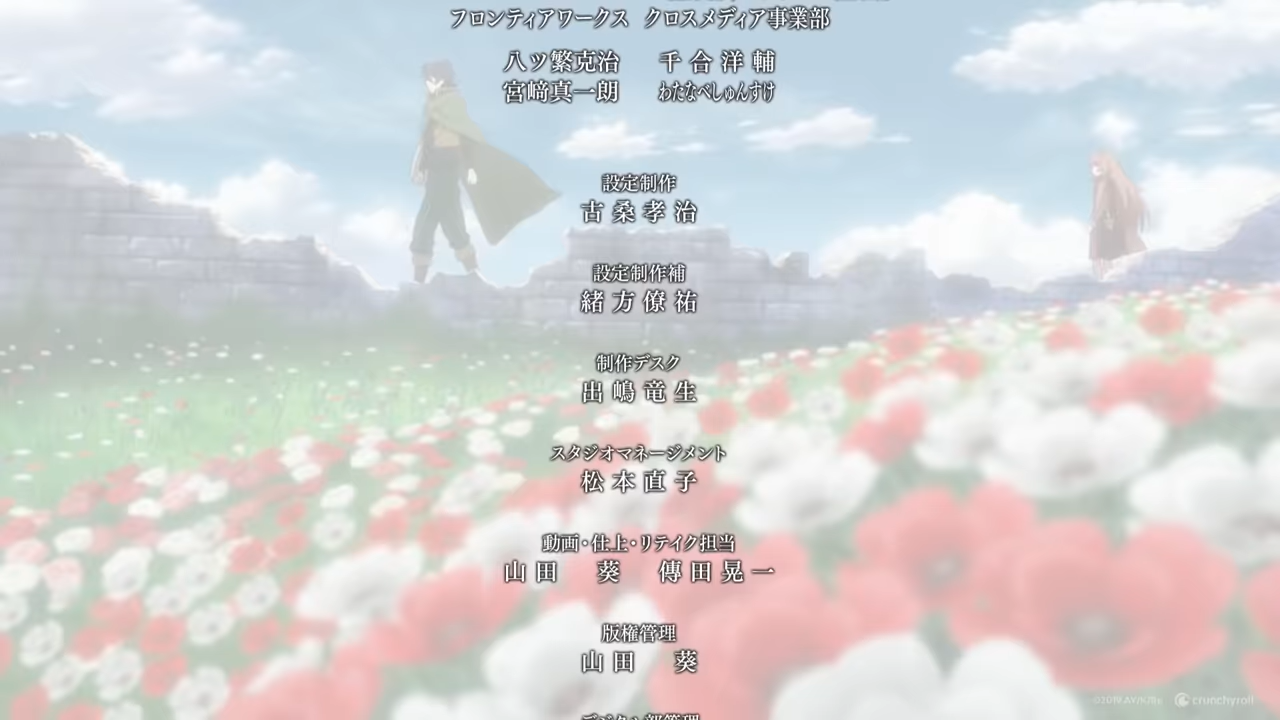 フロンティアワークス クロスメディア事業部
八ツ繁克治 千合洋輔
宮﨑真一朗 わたなべしゅんすけ
設定制作
古桑孝治
設定制作補
緒方僚祐
制作デスク
出嶋竜生
スタジオマネージメント
松本直子
動画・仕上・リテイク担当
山田 葵 傳田晃一
版権管理
山田 葵
crunchyroll